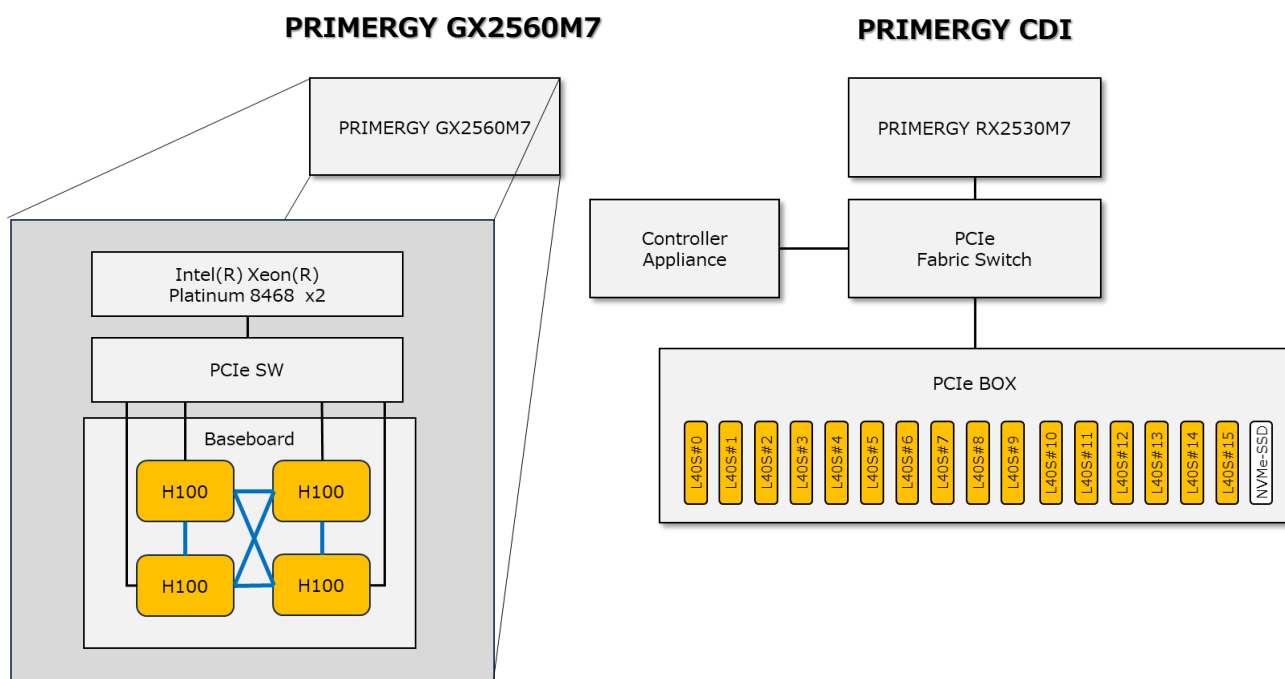 PRIMERGY GX2560M7
PRIMERGY GX2560M7
Intel(R) Xeon(R)
Platinum 8468 x2
PCIe SW
Baseboard
H100
H100
H100
H100
PRIMERGY CDI
PRIMERGY RX2530M7
Controller
Appliance
PCIe
Fabric Switch
PCIe BOX
L40S#0
L40S#1
L40S#2
L40S#3
L40S#4
L40S#5
L40S#6
L40S#7
L40S#8
L40S#9
L40S#10
L40S#11
L40S#12
L40S#13
L40S#14
L40S#15
NVMe-SSD